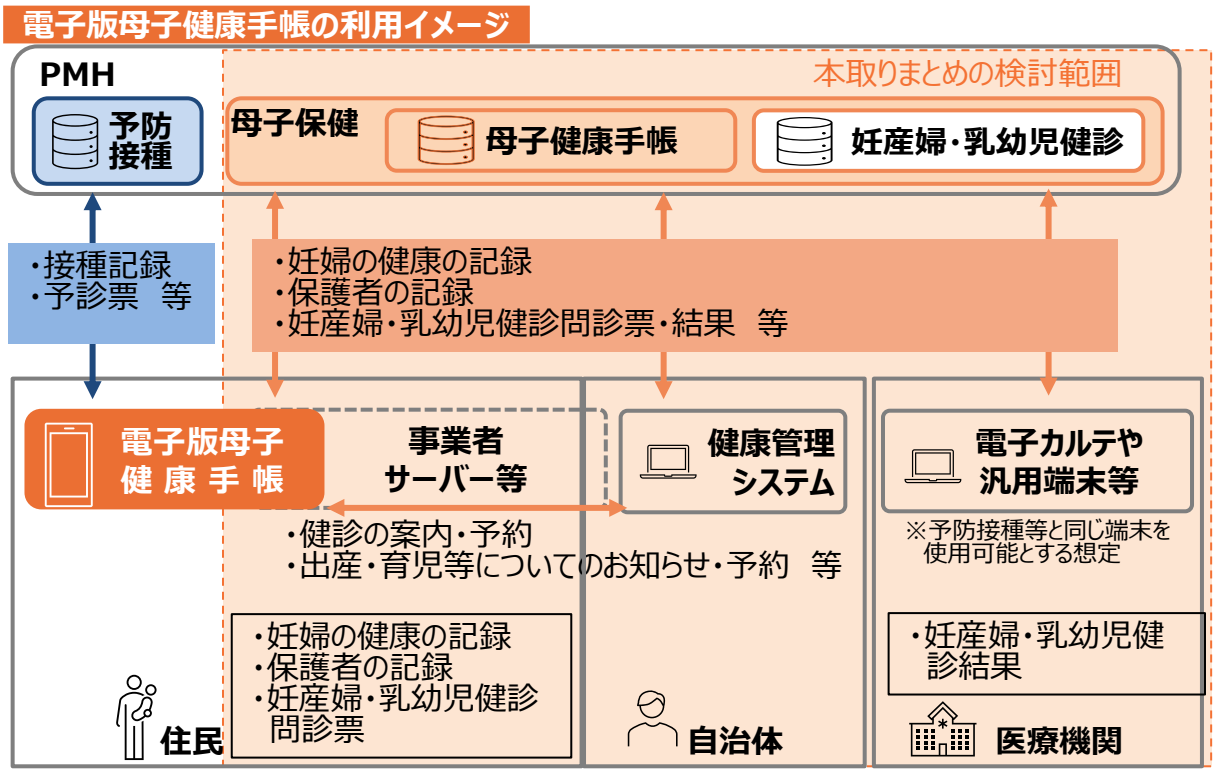 電子版母子健康手帳の利用イメージ
PMH
本取りまとめの検討範囲
予防
接種
母子保健
母子健康手帳
妊産婦・乳幼児健診
・接種記録
・予診票　等
・妊婦の健康の記録
・保護者の記録
・妊産婦・乳幼児健診問診票・結果　等
電子版母子
健康手帳
事業者
サーバー等
健康管理
システム
電子カルテや
汎用端末等
※予防接種等と同じ端末を
使用可能とする想定
・健診の案内・予約
・出産・育児等についてのお知らせ・予約　等
・妊婦の健康の記録
・保護者の記録
・妊産婦・乳幼児健診
問診票
・妊産婦・乳幼児健
診結果
住民
自治体
医療機関